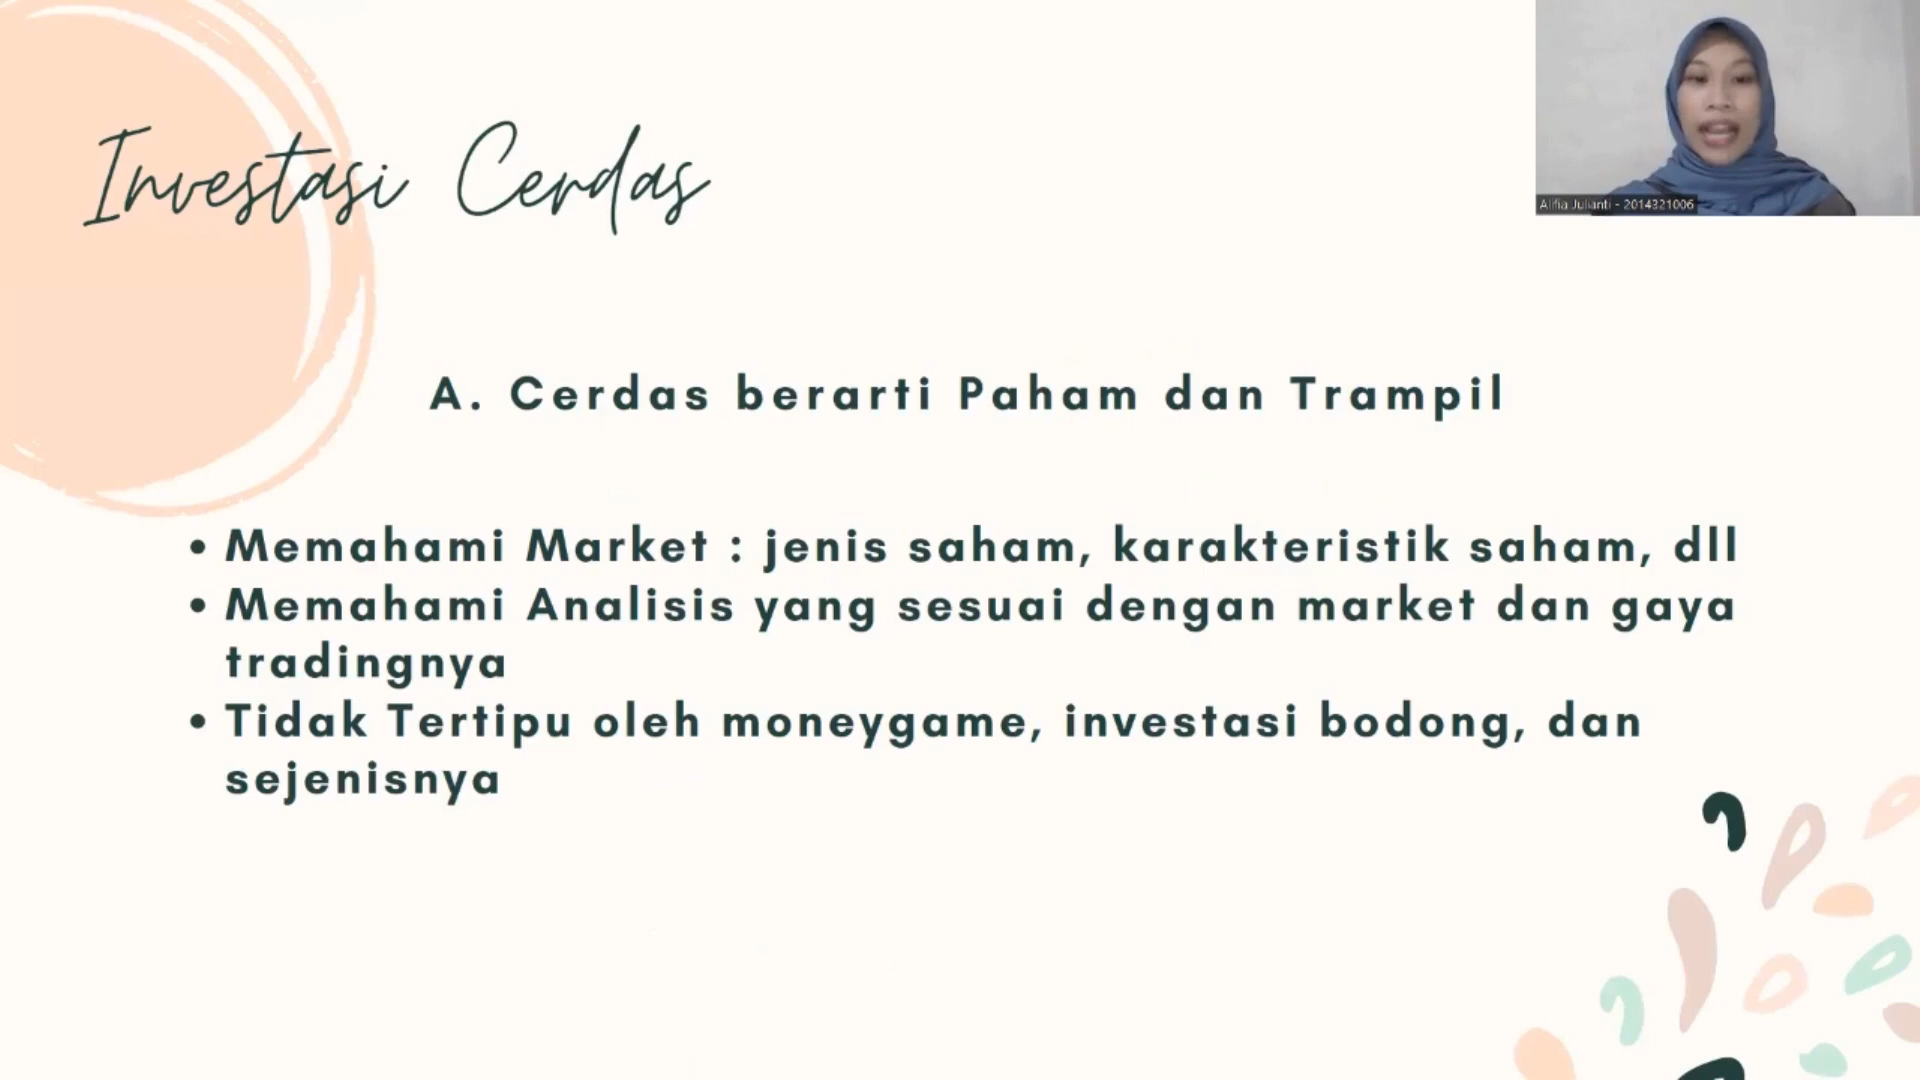 Investasi Cerdas
Alifia Julianti - 2014321006
A. Cerdas berarti Paham dan Trampil
• Memahami Market : jenis saham, karakteristik saham, dll
• Memahami Analisis yang sesuai dengan market dan gaya
tradingnya
• Tidak Tertipu oleh moneygame, investasi bodong, dan
sejenisnya